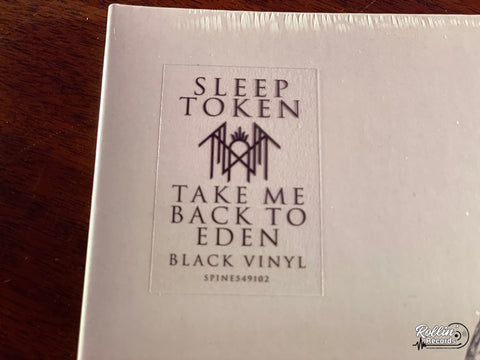 SLEEP
TOKEN
TAKE ME
BACK TO
EDEN
BLACK VINYL
SPINE549102
Rollin
Records